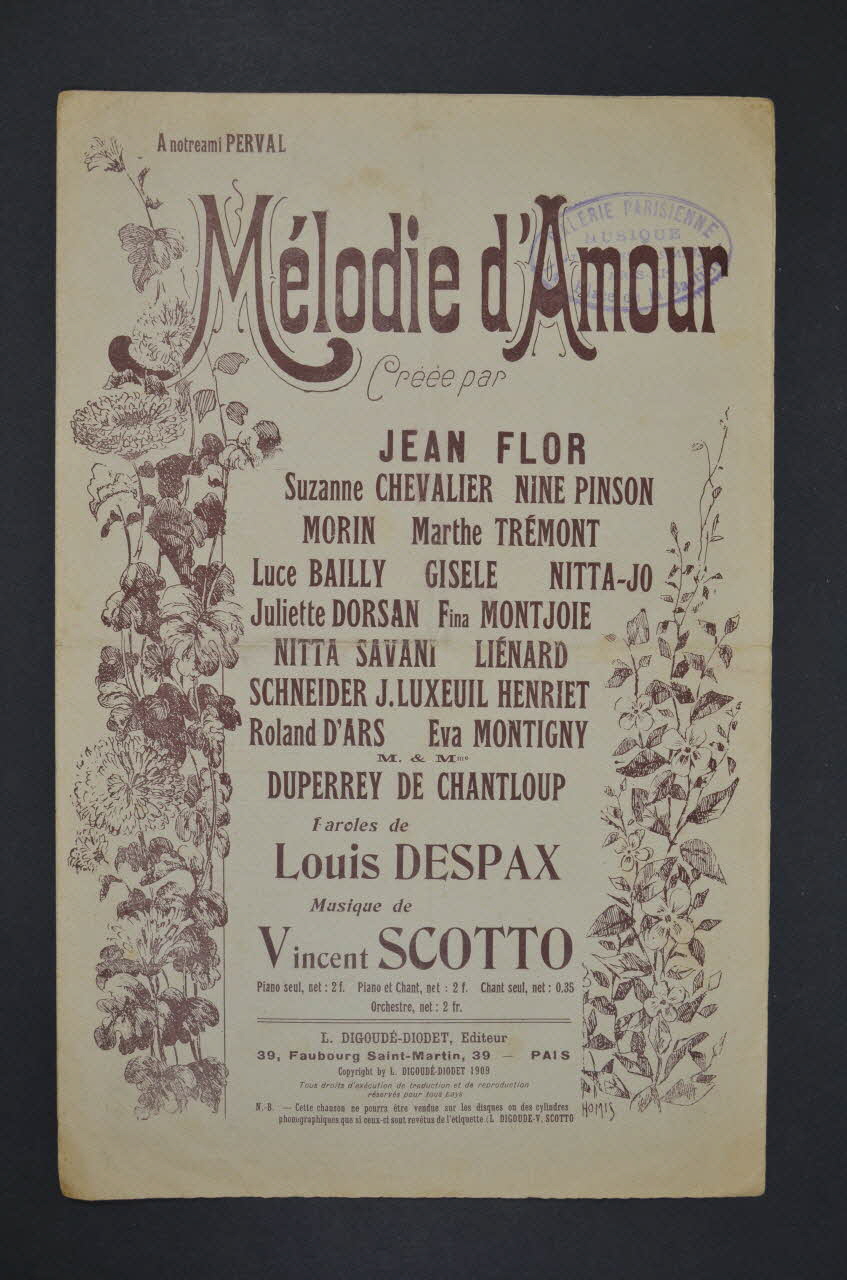 A notreami PERVAL
Mélodie d'Amour
PARISIENNE
MUSIQUE
Créée par
JEAN FLOR
Suzanne CHEVALIER NINE PINSON
MORIN Marthe TRÉMONT
Luce BAILLY GISELE NITTA-JO
Juliette DORSAN Fina MONTJOIE
NITTA SAVANI LIÉNARD
SCHNEIDER J. LUXEUIL HENRIET
Roland D'ARS Eva MONTIGNY
M. & Mme
DUPERREY DE CHANTLOUP
Paroles de
Louis DESPAX
Musique de
Vincent SCOTTO
Piano seul, net : 2 f. Piano et Chant, net : 2 f. Chant seul, net : 0.35
Orchestre, net : 2 fr.
L. DIGOUDÉ-DIODET, Editeur
39, Faubourg Saint-Martin, 39 — PAIS
Copyright by L. DIGOUDÉ-DIODET 1909
Tous droits d'exécution de traduction et de reproduction
réservés pour tous pays
N. B. — Cette chanson ne pourra être vendue sur les disques ou des cylindres
phonographiques que si ceux-ci sont revêtus de l'étiquette (L. DIGOUDE-V. SCOTTO
HOMIS